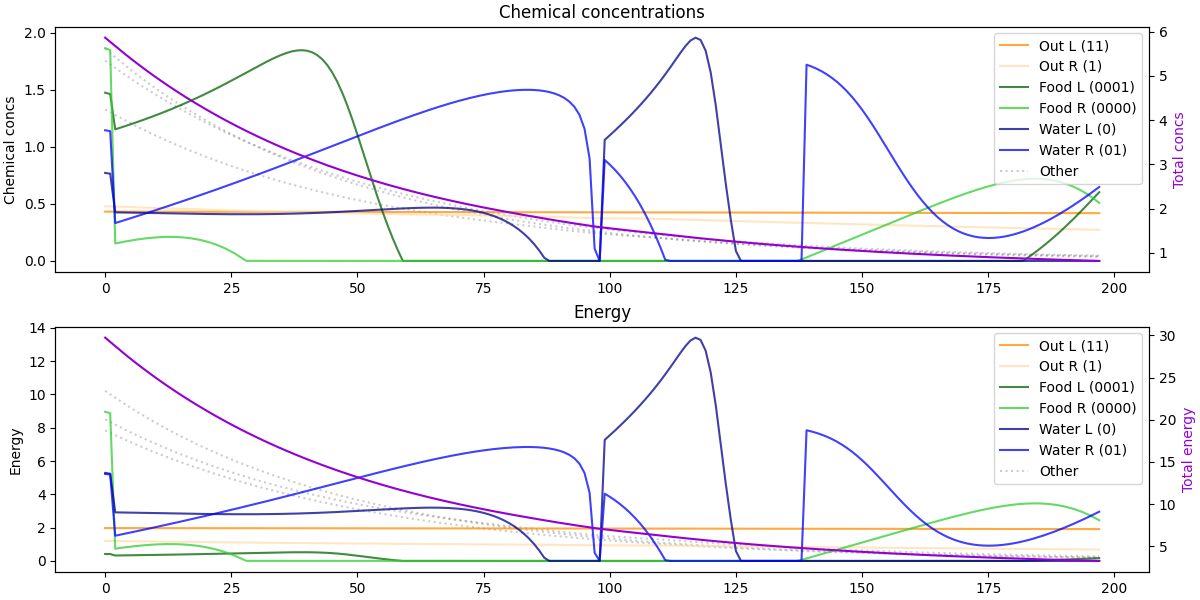 Chemical concentrations
Chemical concs
2.0
1.5
1.0
0.5
0.0
0 25 50 75 100 125 150 175 200
6
5
4
3
2
1
Total concs
Out L (11)
Out R (1)
Food L (0001)
Food R (0000)
Water L (0)
Water R (01)
Other
Energy
Energy
14
12
10
8
6
4
2
0
0 25 50 75 100 125 150 175 200
30
25
20
15
10
5
Total energy
Out L (11)
Out R (1)
Food L (0001)
Food R (0000)
Water L (0)
Water R (01)
Other